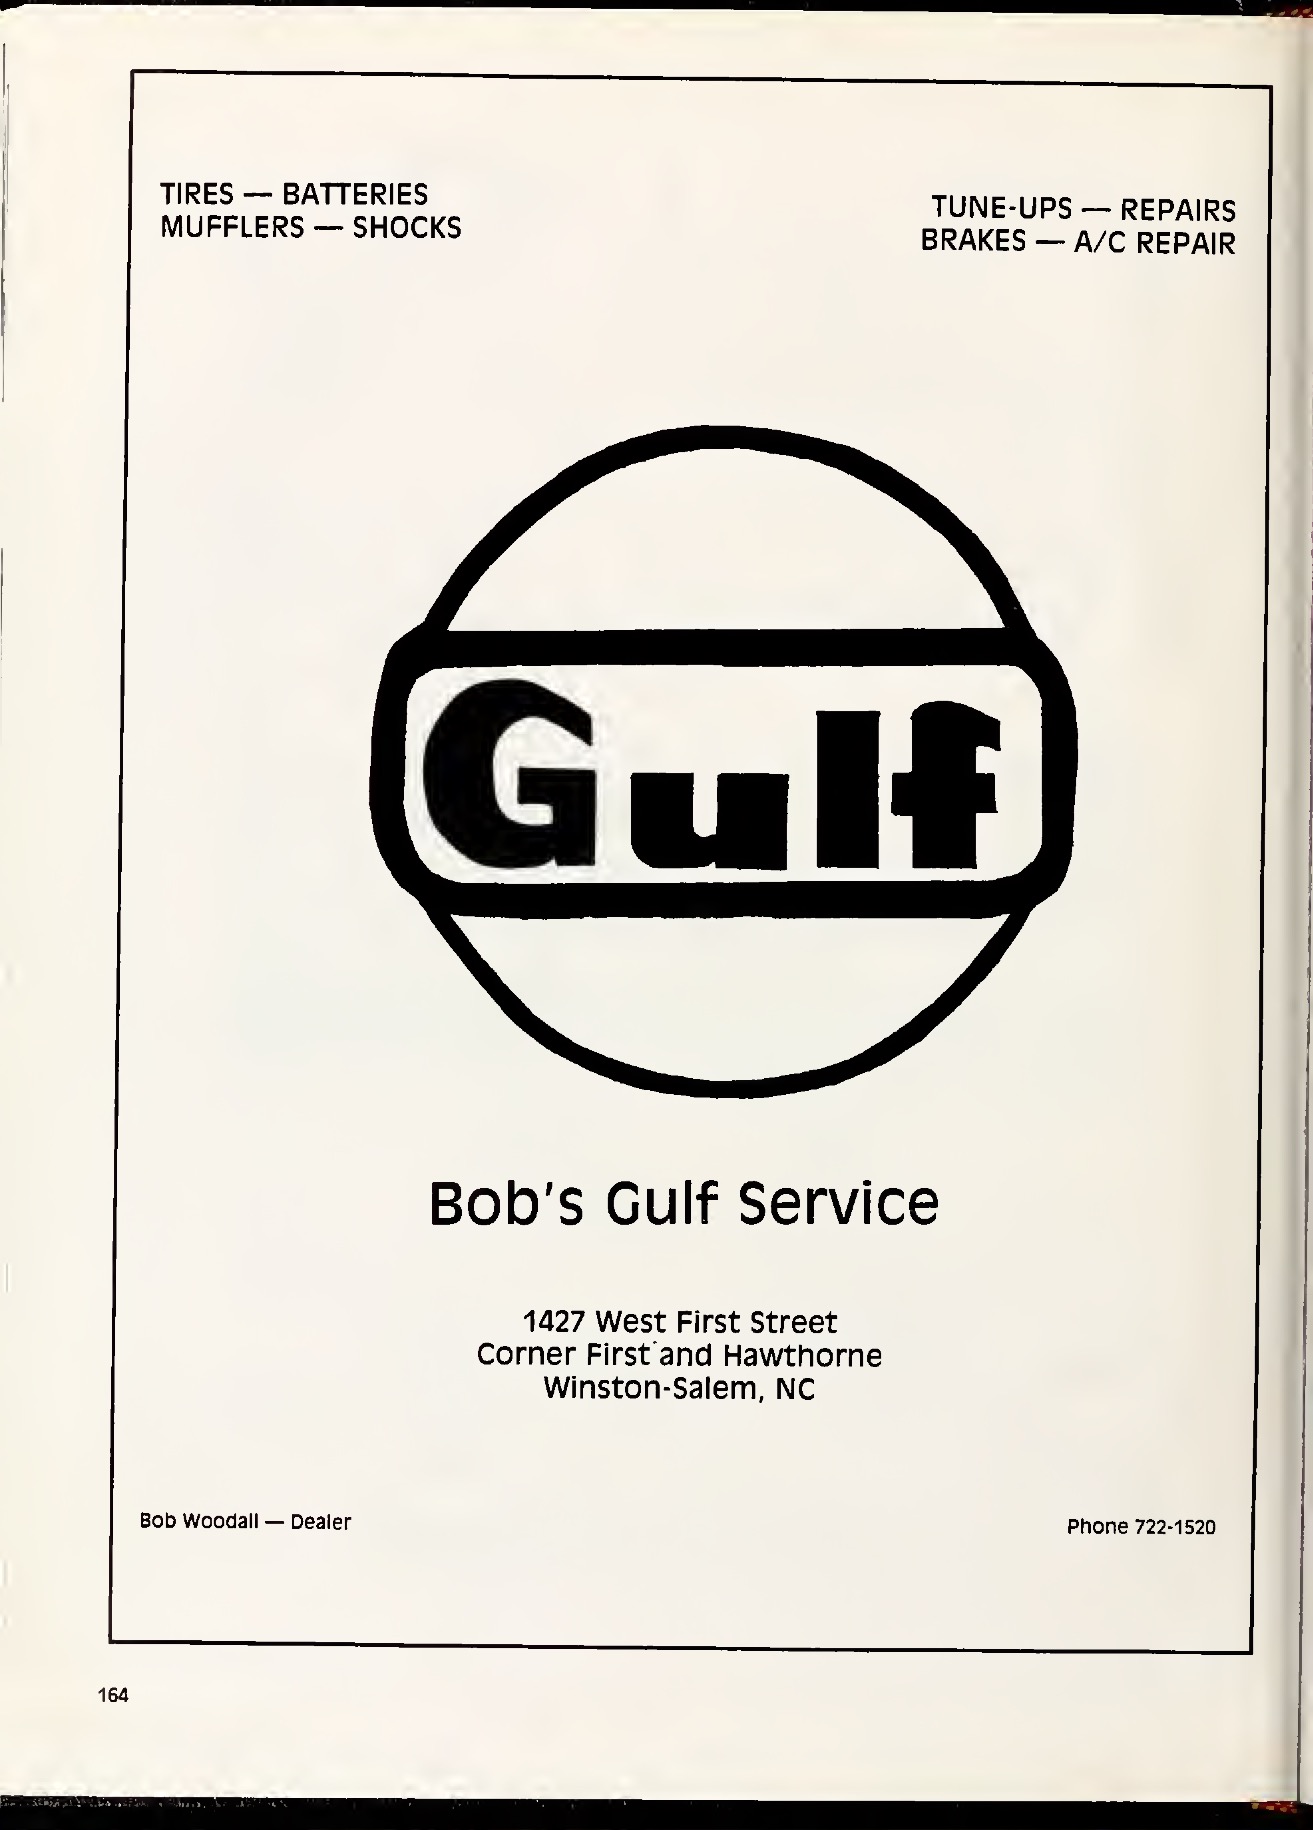 TIRES — BATTERIES
MUFFLERS — SHOCKS
TUNE-UPS — REPAIRS
BRAKES — A/C REPAIR
Gulf
Bob's Gulf Service
1427 West First Street
Corner First and Hawthorne
Winston-Salem, NC
Bob Woodall — Dealer
Phone 722-1520
164